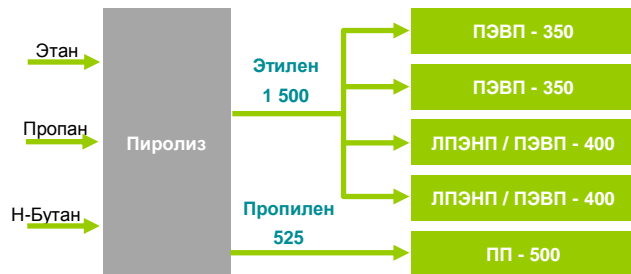 Этан
Пропан
Н-Бутан
Пиролиз
Этилен
1 500
Пропилен
525
ПЭВП - 350
ПЭВП - 350
ЛПЭНП / ПЭВП - 400
ЛПЭНП / ПЭВП - 400
ПП - 500